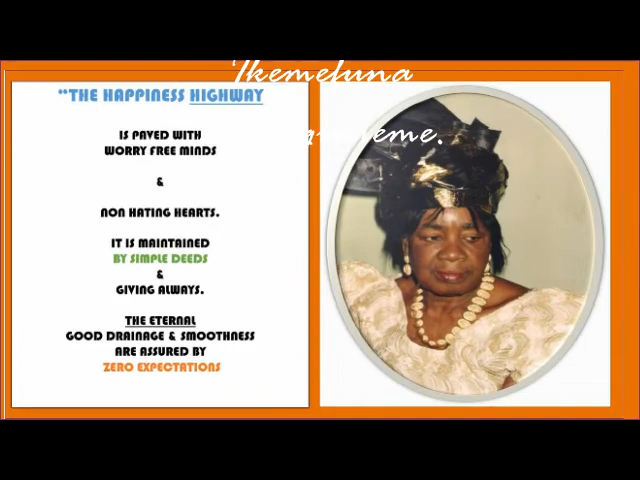 Ikemeluna
“THE HAPPINESS HIGHWAY
IS PAVED WITH
WORRY FREE MINDS
&
NON HATING HEARTS.
IT IS MAINTAINED
BY SIMPLE DEEDS
&
GIVING ALWAYS.
THE ETERNAL
GOOD DRAINAGE & SMOOTHNESS
ARE ASSURED BY
ZERO EXPECTATIONS